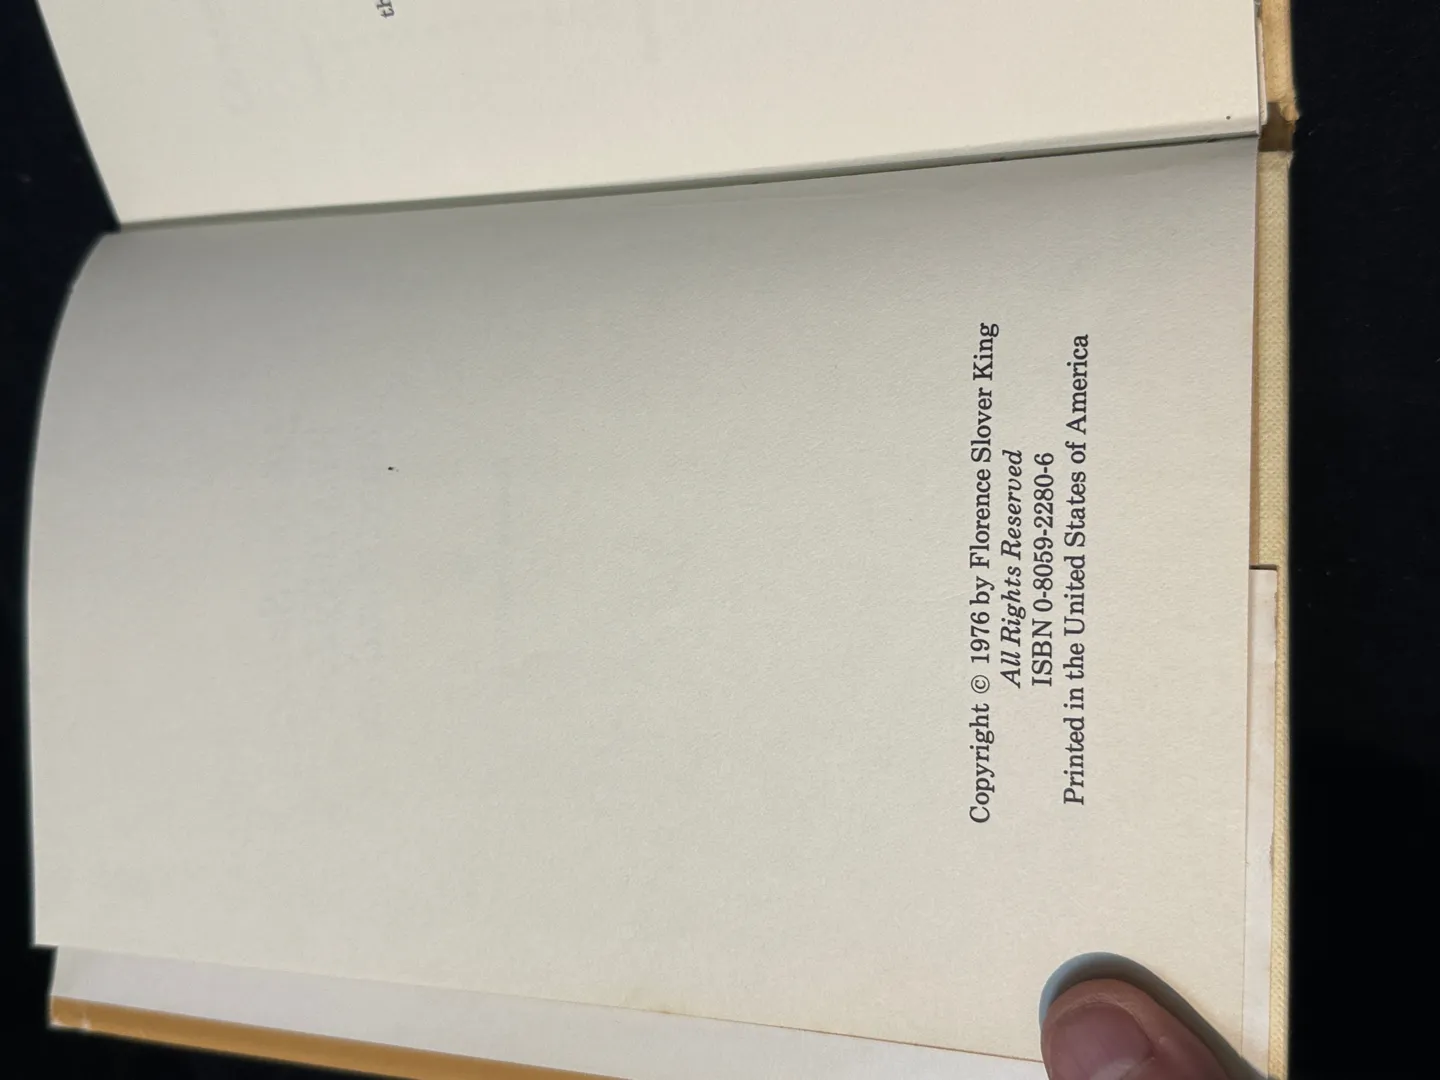 th
Copyright © 1976 by Florence Slover King
All Rights Reserved
ISBN 0-8059-2280-6
Printed in the United States of America